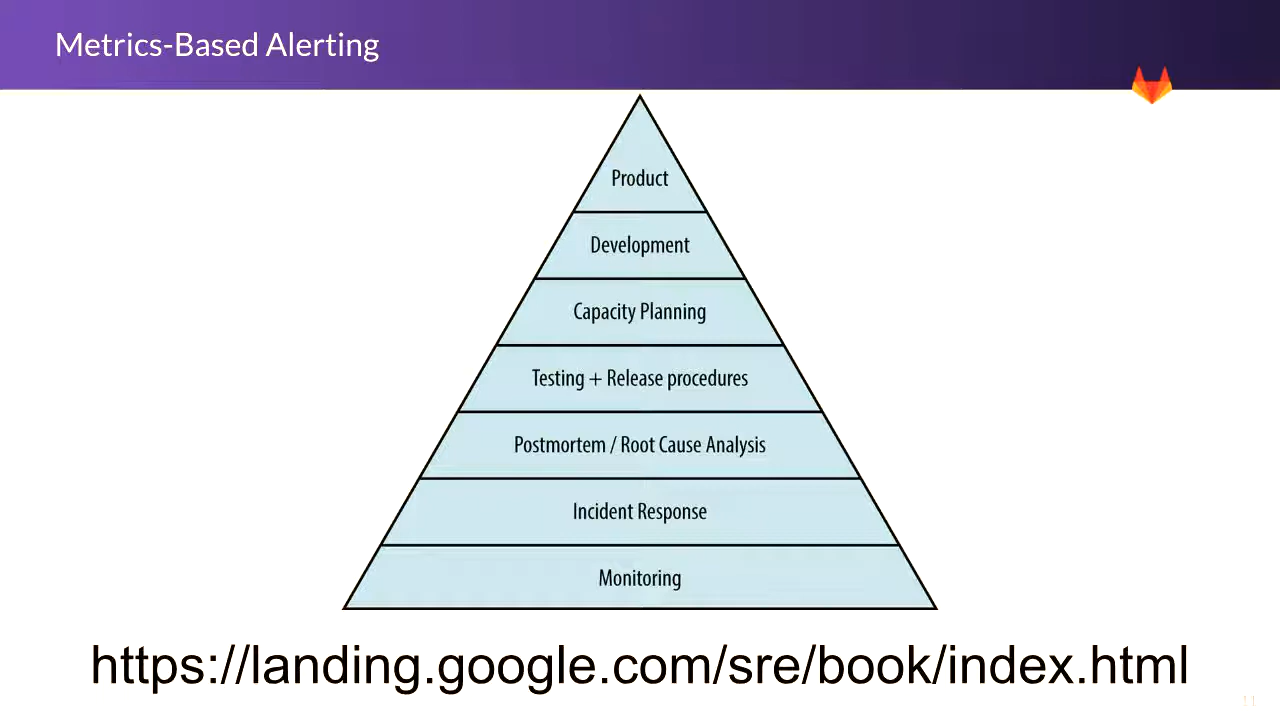 Metrics-Based Alerting
Product
Development
Capacity Planning
Testing + Release procedures
Postmortem / Root Cause Analysis
Incident Response
Monitoring
https://landing.google.com/sre/book/index.html
11